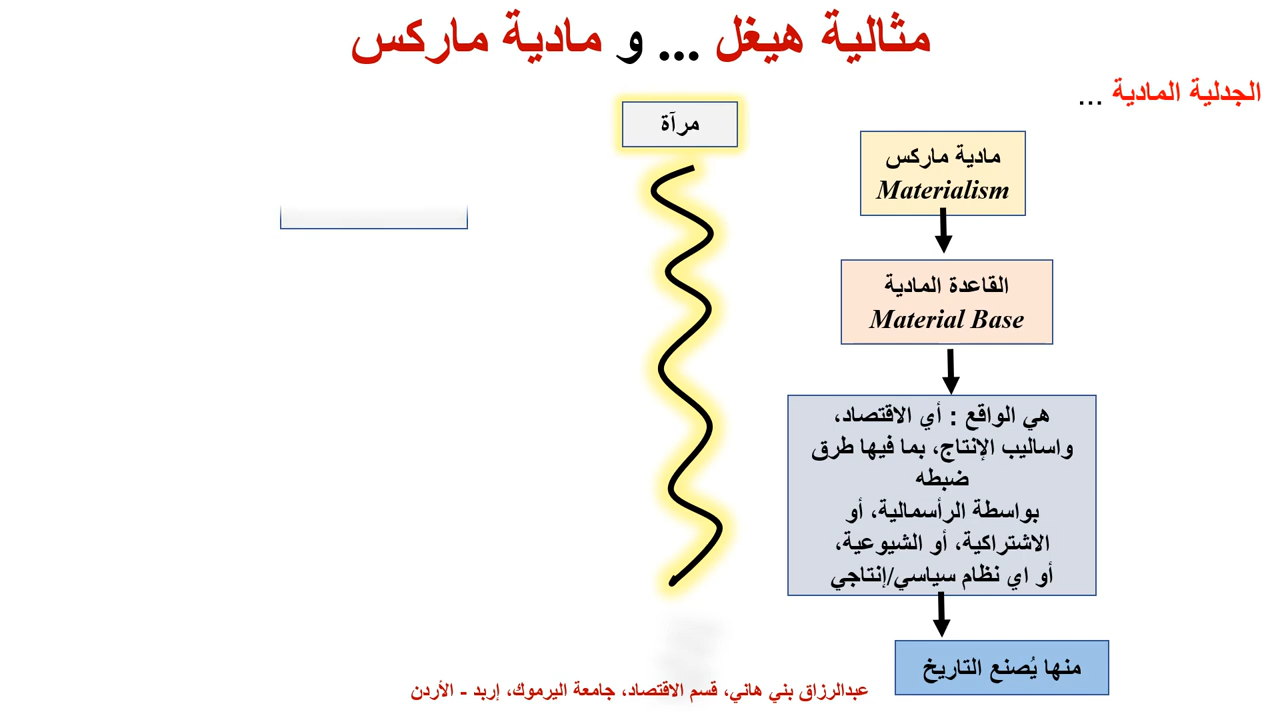 مثالية هيغل ... و مادية ماركس
الجدلية المادية ...
مرآة
مادية ماركس
Materialism
القاعدة المادية
Material Base
هي الواقع : أي الاقتصاد،
واساليب الإنتاج، بما فيها طرق
ضبطه
بواسطة الرأسمالية، أو
الاشتراكية، أو الشيوعية،
أو اي نظام سياسي/إنتاجي
منها يُصنع التاريخ
عبدالرزاق بني هاني، قسم الاقتصاد، جامعة اليرموك، إربد - الأردن